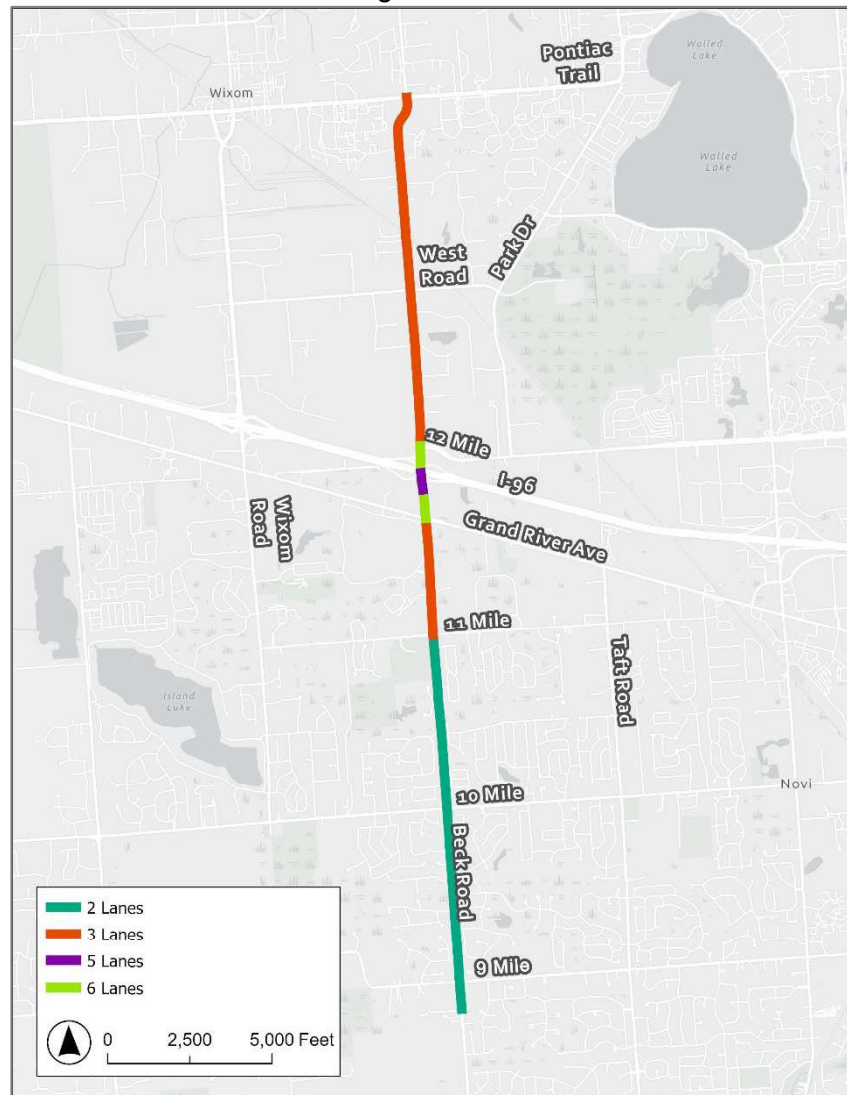 Pontiac
Trail
Walled
Lake
Wixom
Walled
Lake
Park Dr
West
Road
12 Mile
I-96
Wixom
Road
Grand River Ave
11 Mile
Taft Road
Island
Lake
10 Mile
Novi
Beck Road
9 Mile
2 Lanes
3 Lanes
5 Lanes
6 Lanes
0 2,500 5,000 Feet